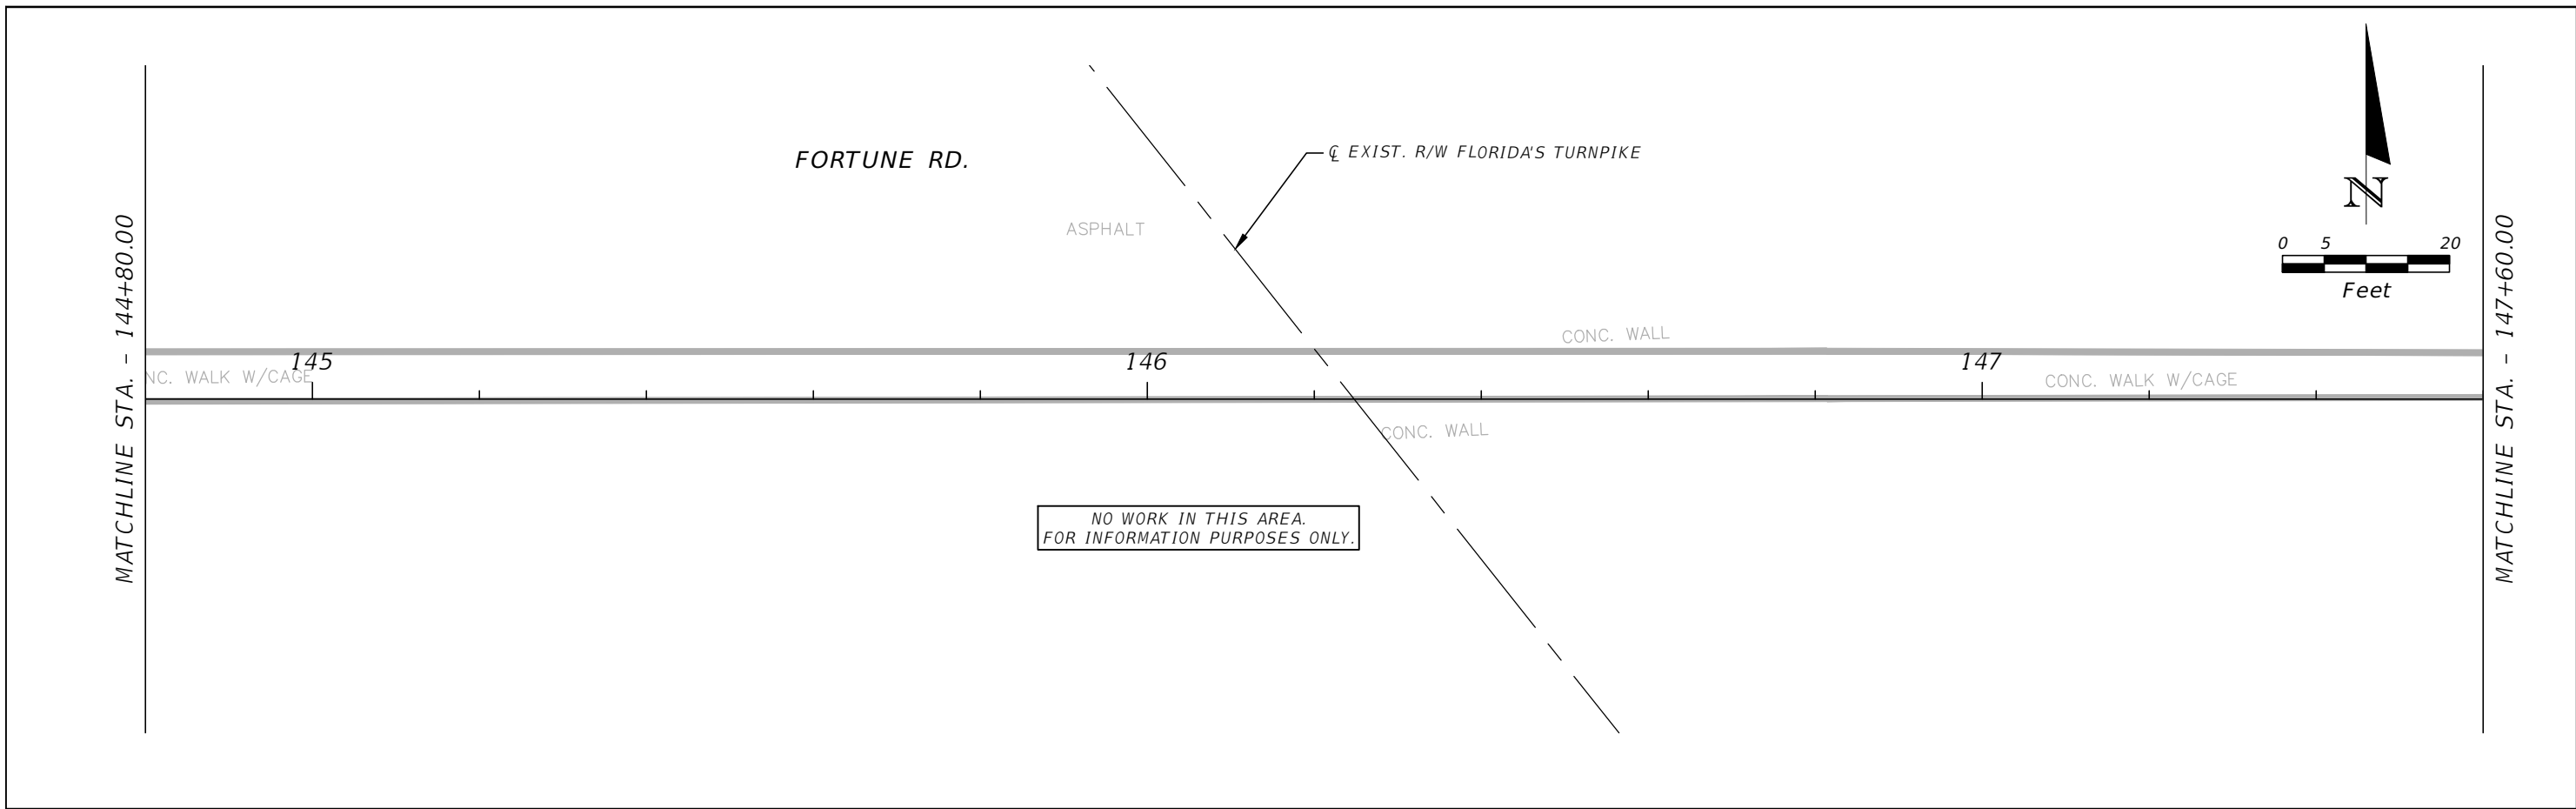 FORTUNE RD.
℄ EXIST. R/W FLORIDA'S TURNPIKE
ASPHALT
N
0 5 20
Feet
MATCHLINE STA. - 144+80.00
MATCHLINE STA. - 147+60.00
CONC. WALL
145 146 147
NC. WALK W/CAGE
CONC. WALK W/CAGE
CONC. WALL
NO WORK IN THIS AREA.
FOR INFORMATION PURPOSES ONLY.